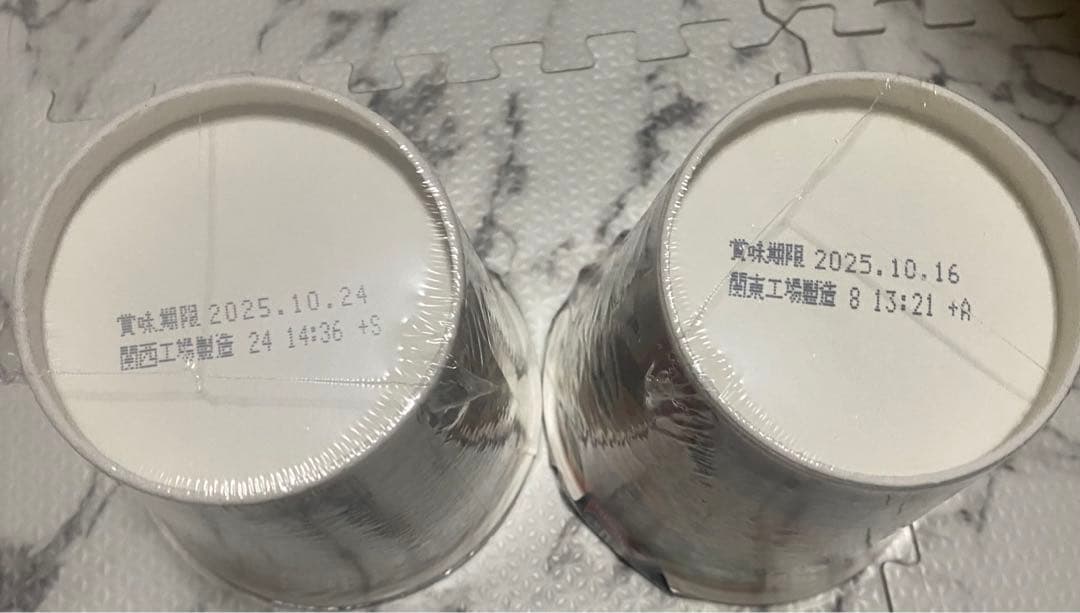 賞味期限 2025.10.24
関西工場製造 24 14:36 +S
賞味期限 2025.10.16
関東工場製造 8 13:21 +A